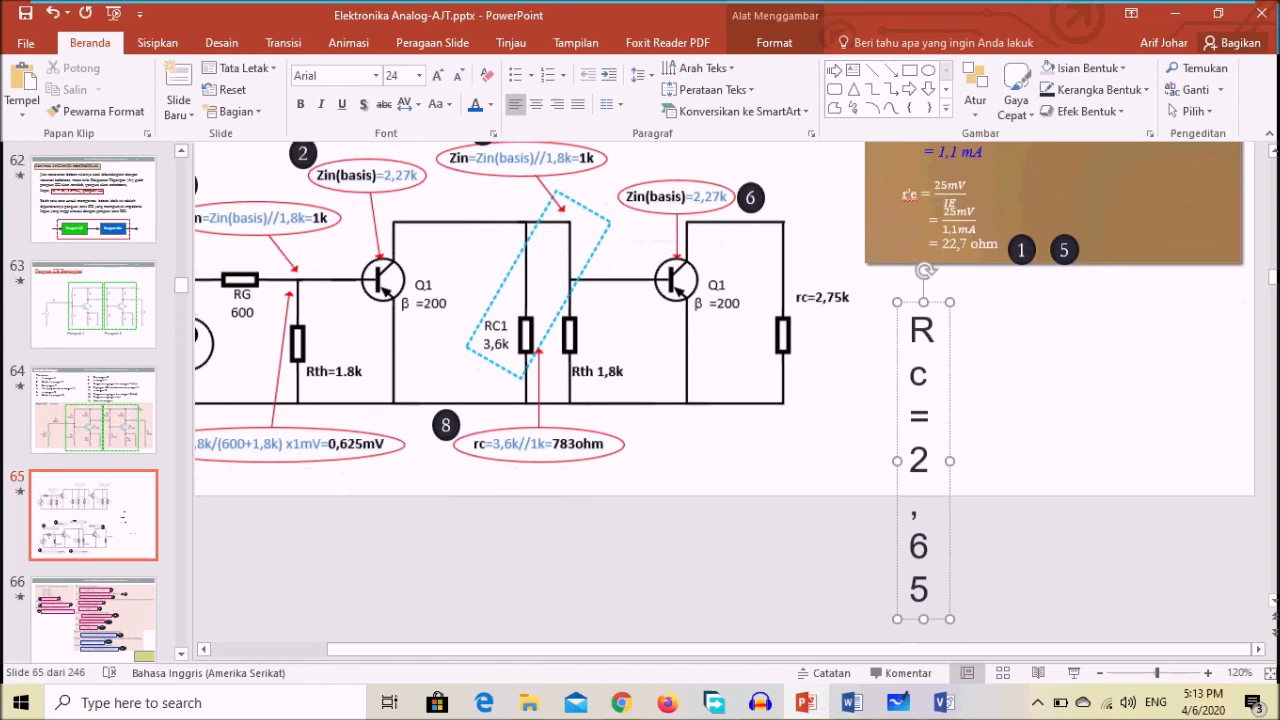 Elektronika Analog-AJT.pptx - PowerPoint
Alat Menggambar
File
Beranda
Sisipkan
Desain
Transisi
Animasi
Peragaan Slide
Tinjau
Tampilan
Foxit Reader PDF
Format
Beri tahu apa yang ingin Anda lakukan
Arif Johar
Bagikan
Tempel
Potong
Salin
Pewarna Format
Papan Klip
Slide
Baru
Tata Letak
Reset
Bagian
Slide
Arial
24
Font
Arah Teks
Perataan Teks
Konversikan ke SmartArt
Paragraf
Atur
Gaya
Cepat
Isian Bentuk
Kerangka Bentuk
Efek Bentuk
Gambar
Temukan
Ganti
Pilih
Pengeditan
62
63
64
65
66
2
Zin(basis)=2,27k
Zin=Zin(basis)//1,8k=1k
Zin(basis)=2,27k
6
n=Zin(basis)//1,8k=1k
RG
600
Q1
β =200
Rth=1.8k
RC1
3,6k
Rth 1,8k
Q1
β =200
rc=2,75k
8
,8k/(600+1,8k) x1mV=0,625mV
rc=3,6k//1k=783ohm
= 1,1 mA
r'e = 25mV
IE
= 25mV
1,1mA
= 22,7 ohm
1
5
R
c
=
2
,
6
5
Slide 65 dari 246
Bahasa Inggris (Amerika Serikat)
Catatan
Komentar
120%
Type here to search
ENG
5:13 PM
4/6/2020
3